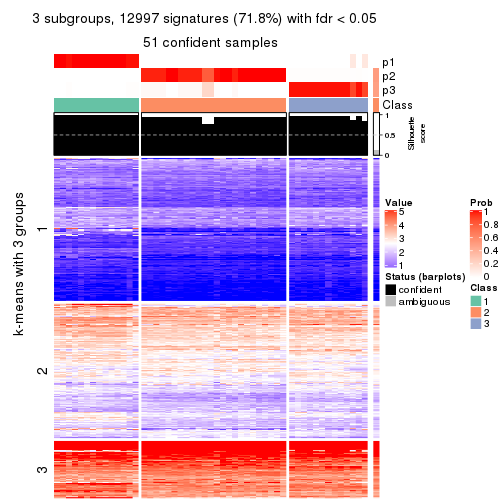 3 subgroups, 12997 signatures (71.8%) with fdr < 0.05
51 confident samples
p1
p2
p3
Class
1
0.5
0
Silhouette
score
k-means with 3 groups
1
2
3
Value
5
4
3
2
1
Status (barplots)
confident
ambiguous
Prob
1
0.8
0.6
0.4
0.2
0
Class
1
2
3